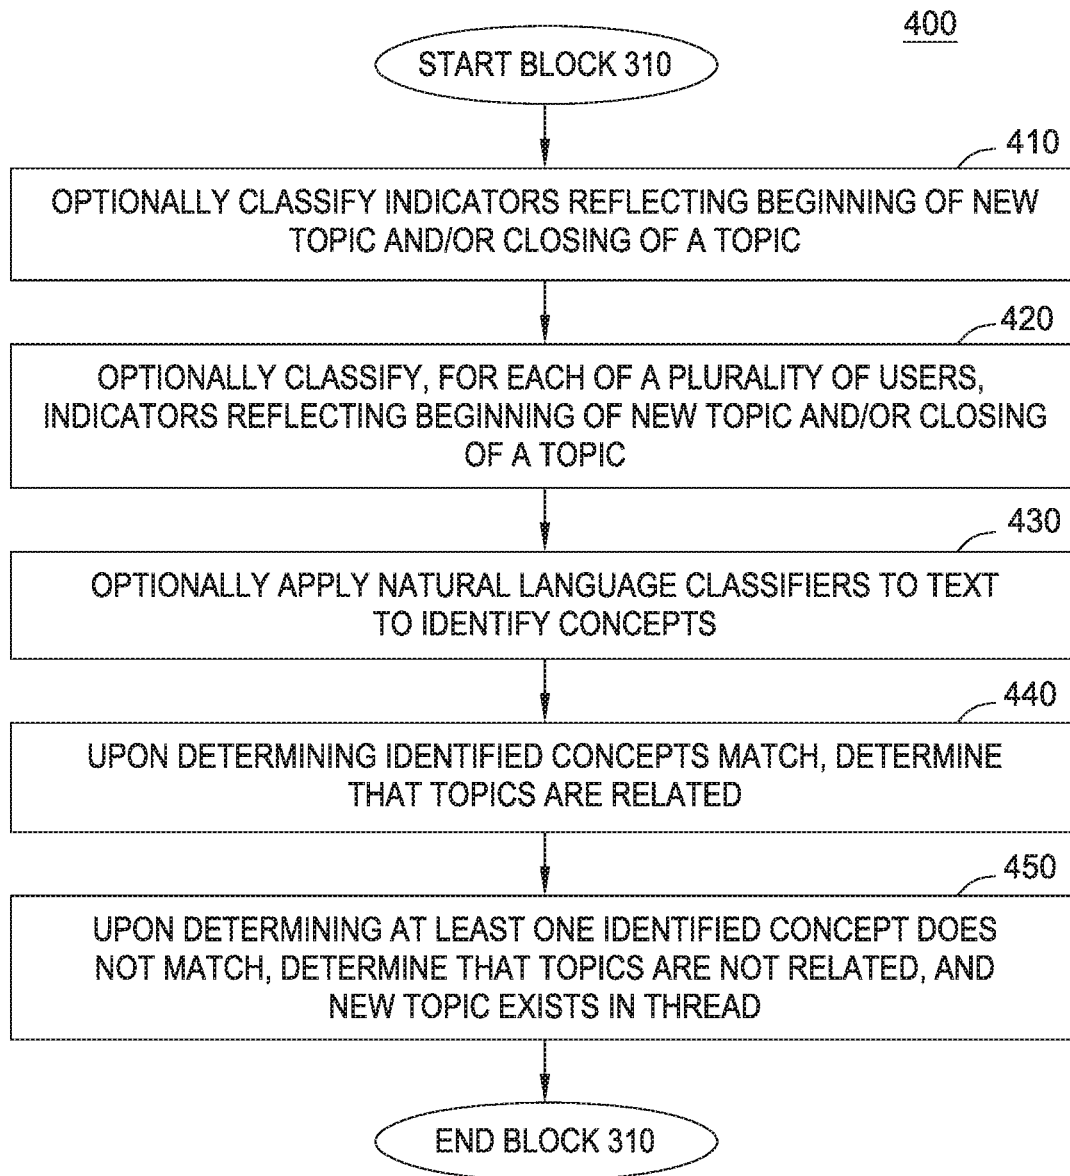 400
START BLOCK 310
410
OPTIONALLY CLASSIFY INDICATORS REFLECTING BEGINNING OF NEW
TOPIC AND/OR CLOSING OF A TOPIC
420
OPTIONALLY CLASSIFY, FOR EACH OF A PLURALITY OF USERS,
INDICATORS REFLECTING BEGINNING OF NEW TOPIC AND/OR CLOSING
OF A TOPIC
430
OPTIONALLY APPLY NATURAL LANGUAGE CLASSIFIERS TO TEXT
TO IDENTIFY CONCEPTS
440
UPON DETERMINING IDENTIFIED CONCEPTS MATCH, DETERMINE
THAT TOPICS ARE RELATED
450
UPON DETERMINING AT LEAST ONE IDENTIFIED CONCEPT DOES
NOT MATCH, DETERMINE THAT TOPICS ARE NOT RELATED, AND
NEW TOPIC EXISTS IN THREAD
END BLOCK 310